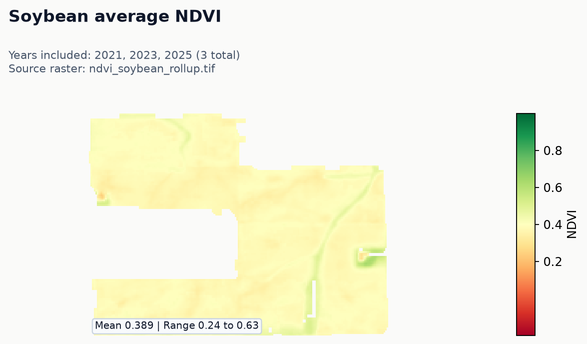 Soybean average NDVI
Years included: 2021, 2023, 2025 (3 total)
Source raster: ndvi_soybean_rollup.tif
0.8
0.6
0.4
0.2
NDVI
Mean 0.389 | Range 0.24 to 0.63